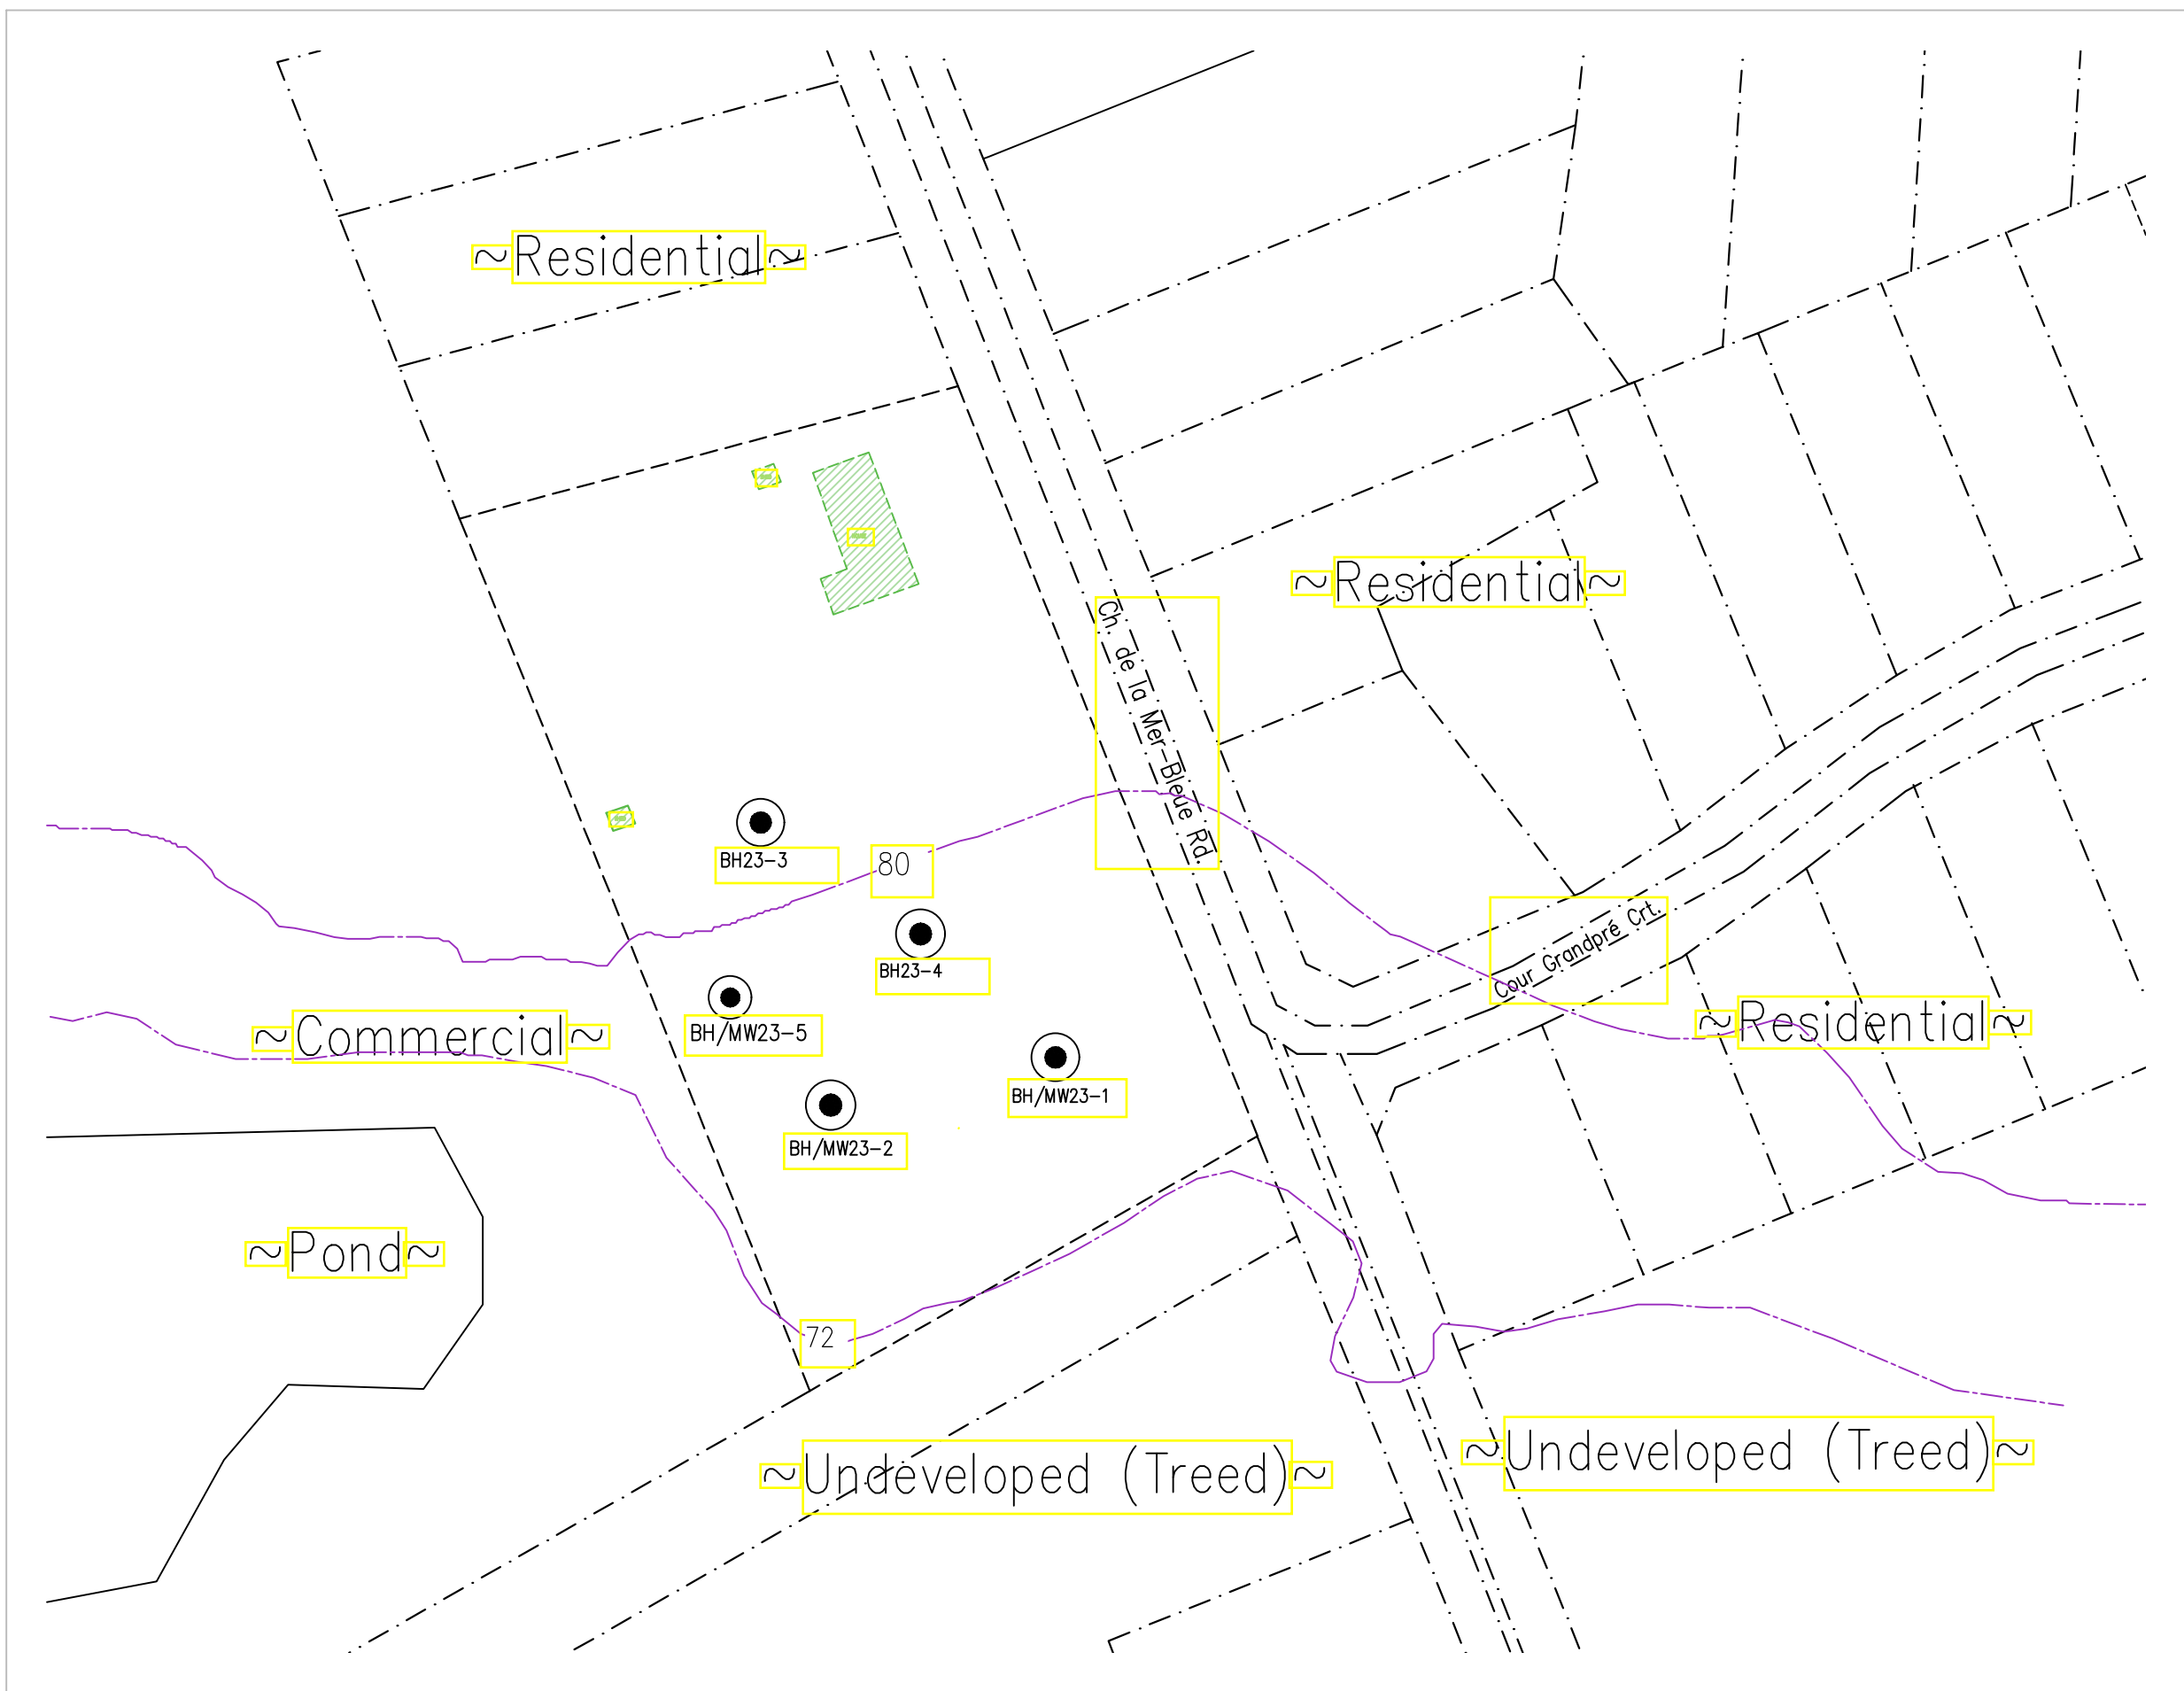 ~Residential~
~Residential~
Ch. de la Mer-Bleue Rd.
BH23-3
80
Cour Grandpré Crt.
BH23-4
~Commercial~
BH/MW23-5
~Residential~
BH/MW23-1
BH/MW23-2
~Pond~
72
~Undeveloped (Treed)~
~Undeveloped (Treed)~